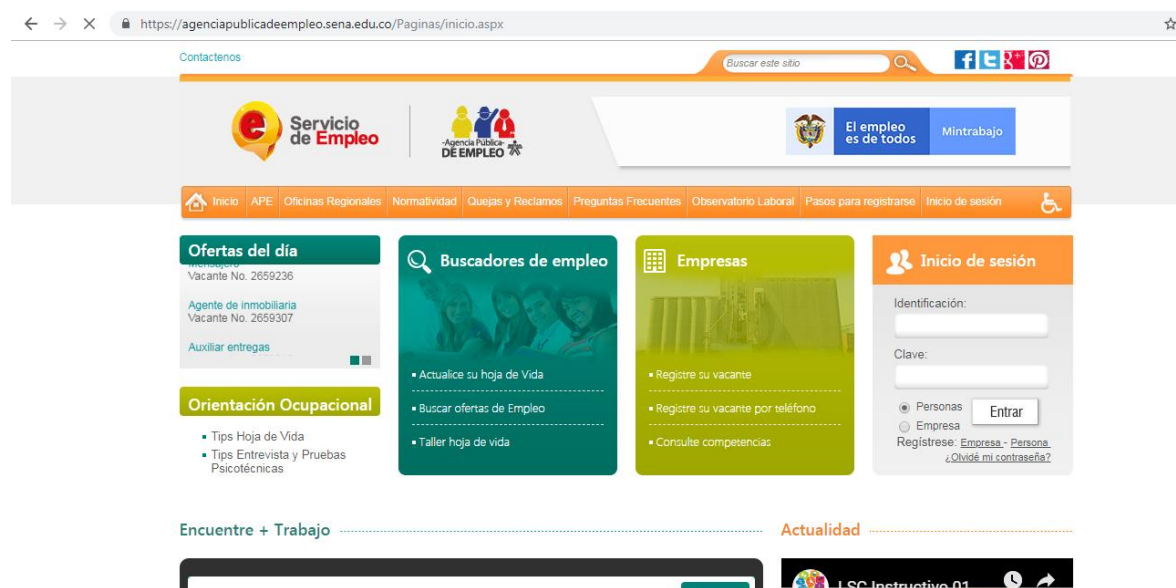 https://agenciapublicadeempleo.sena.edu.co/Paginas/inicio.aspx
Contactenos
Buscar este sitio
Servicio
de Empleo
-Agencia Pública-
DE EMPLEO
El empleo
es de todos
Mintrabajo
Inicio
APE
Oficinas Regionales
Normatividad
Quejas y Reclamos
Preguntas Frecuentes
Observatorio Laboral
Pasos para registrarse
Inicio de sesión
Ofertas del día
Mensajero
Vacante No. 2659236
Agente de inmobiliaria
Vacante No. 2659307
Auxiliar entregas
Orientación Ocupacional
Tips Hoja de Vida
Tips Entrevista y Pruebas
Psicotécnicas
Buscadores de empleo
Actualice su hoja de Vida
Buscar ofertas de Empleo
Taller hoja de vida
Empresas
Registre su vacante
Registre su vacante por teléfono
Consulte competencias
Inicio de sesión
Identificación:
Clave:
Personas
Empresa
Entrar
Regístrese: Empresa - Persona
¿Olvidé mi contraseña?
Encuentre + Trabajo
Actualidad
LSC Instructivo 01